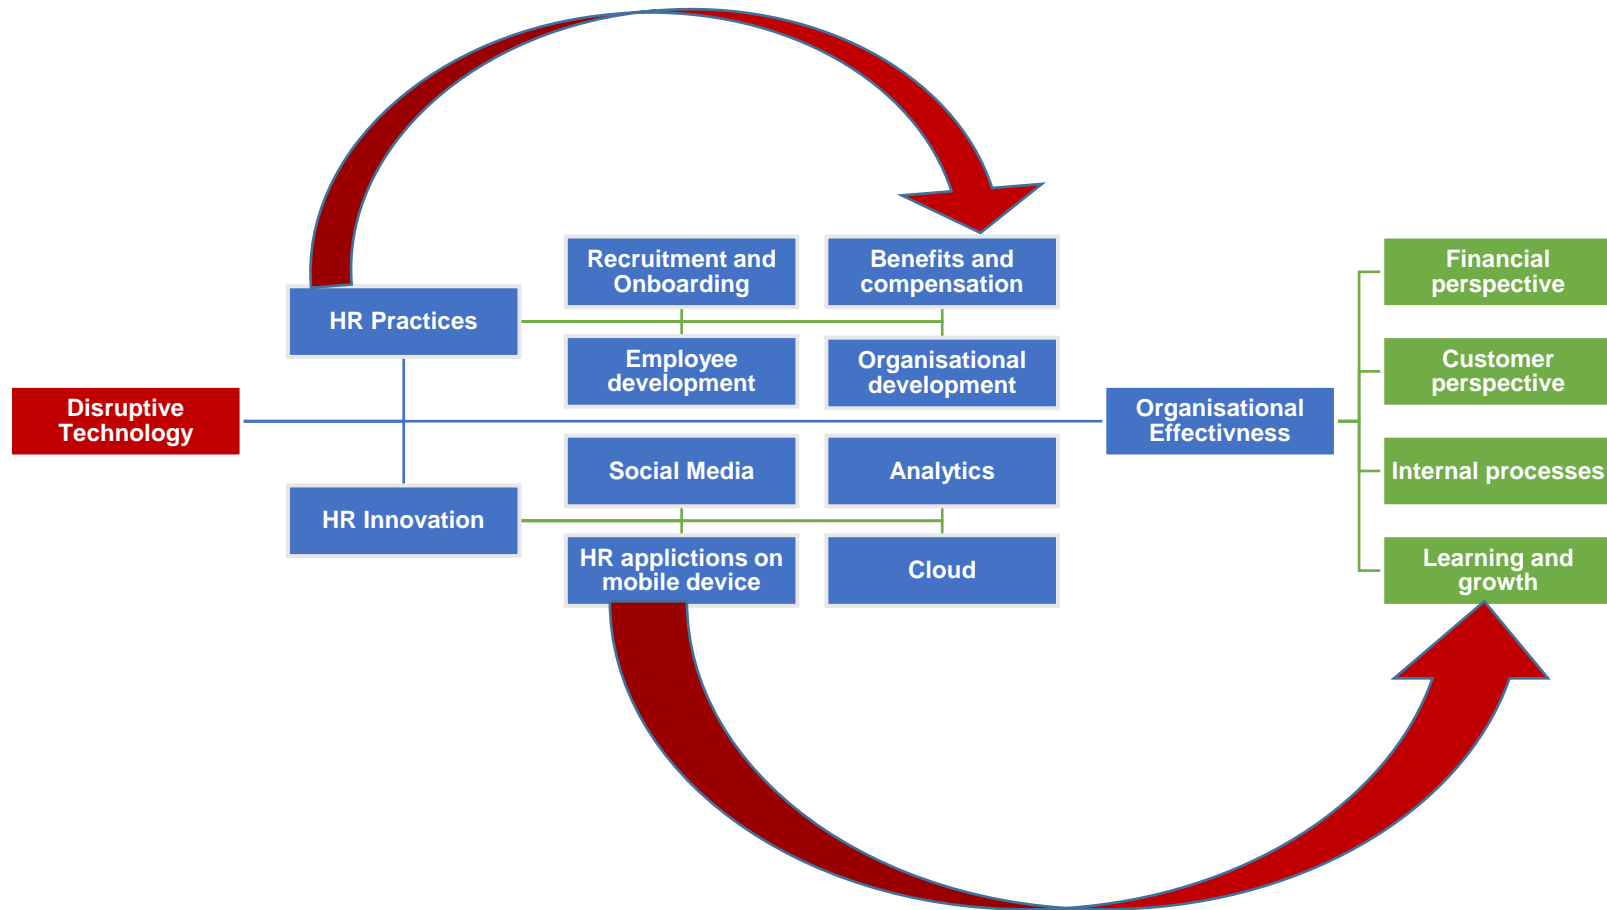 Recruitment and
Onboarding
Benefits and
compensation
Financial
perspective
HR Practices
Employee
development
Organisational
development
Customer
perspective
Disruptive
Technology
Organisational
Effectivness
Social Media
Analytics
Internal processes
HR Innovation
HR applictions on
mobile device
Cloud
Learning and
growth